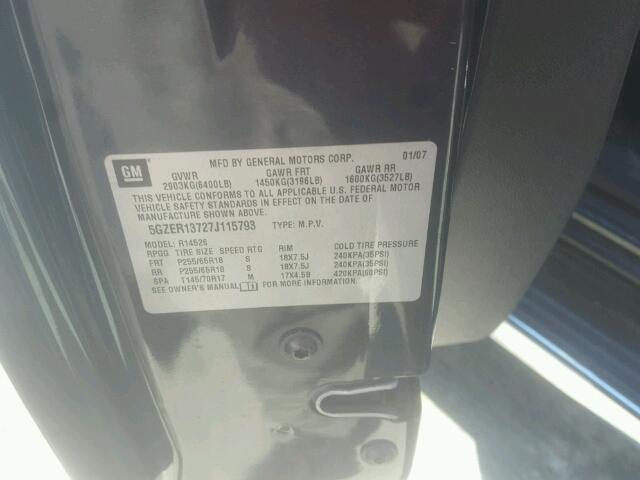 GM
MFD BY GENERAL MOTORS CORP. 01/07
GVWR GAWR FRT GAWR RR
2903KG(6400LB) 1450KG(3196LB) 1600KG(3527LB)
THIS VEHICLE CONFORMS TO ALL APPLICABLE U.S. FEDERAL MOTOR
VEHICLE SAFETY STANDARDS IN EFFECT ON THE DATE OF
MANUFACTURE SHOWN ABOVE.
5GZER13727J115793 TYPE: M.P.V.
MODEL: R14526
RPGG TIRE SIZE SPEED RTG RIM COLD TIRE PRESSURE
FRT P255/65R18 S 18X7.5J 240KPA(35PSI)
RR P255/65R18 S 18X7.5J 240KPA(35PSI)
SPA T145/70R17 M 17X4.5B 420KPA(60PSI)
SEE OWNER'S MANUAL FOR MORE INFORMATION.